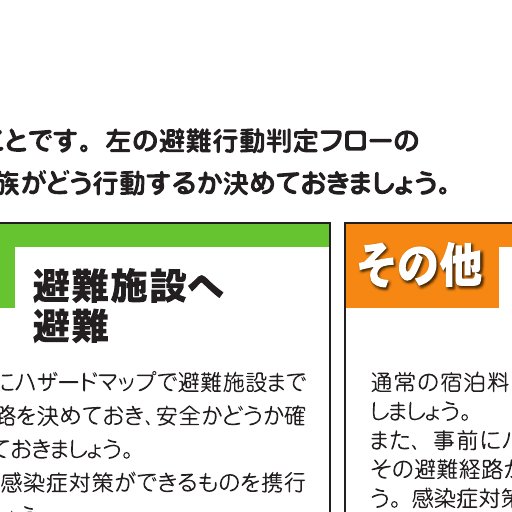 とです。左の避難行動判定フローの
族がどう行動するか決めておきましょう。
避難施設へ
避難
にハザードマップで避難施設まで
路を決めておき、安全かどうか確
ておきましょう。
感染症対策ができるものを携行
その他
通常の宿泊料
しましょう。
また、事前に
その避難経路
う。感染症対策